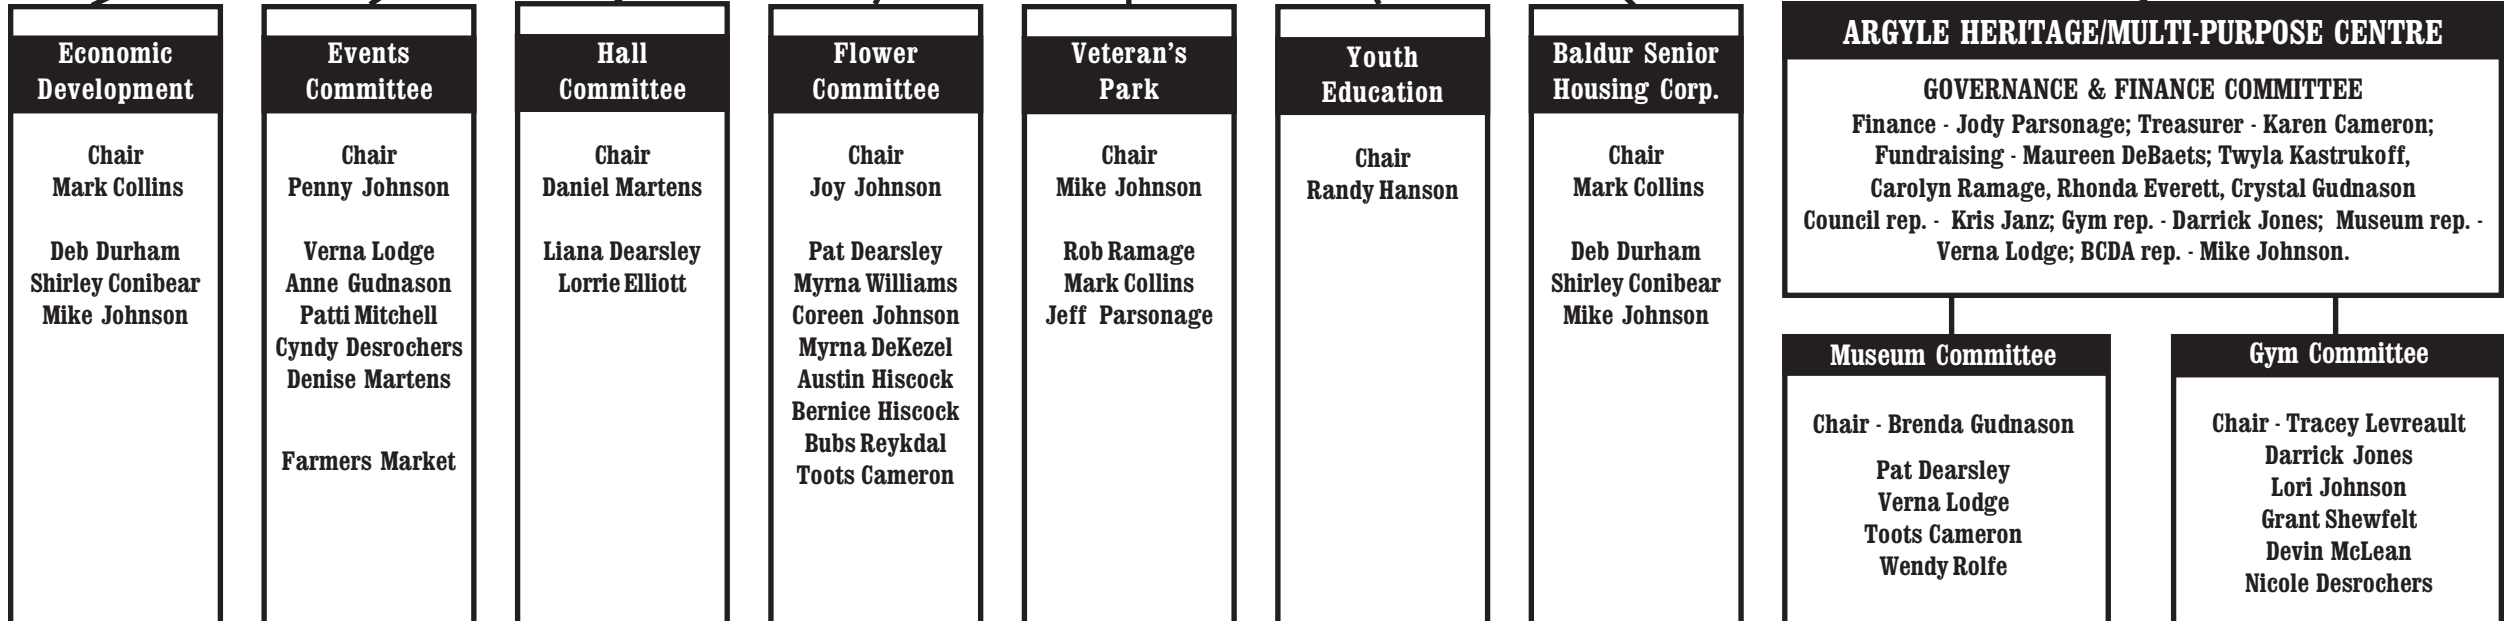 Economic
Development
Chair
Mark Collins
Deb Durham
Shirley Conibear
Mike Johnson
Events
Committee
Chair
Penny Johnson
Verna Lodge
Anne Gudnason
Patti Mitchell
Cyndy Desrochers
Denise Martens
Farmers Market
Hall
Committee
Chair
Daniel Martens
Liana Dearsley
Lorrie Elliott
Flower
Committee
Chair
Joy Johnson
Pat Dearsley
Myrna Williams
Coreen Johnson
Myrna DeKezel
Austin Hiscock
Bernice Hiscock
Bubs Reykdal
Toots Cameron
Veteran's
Park
Chair
Mike Johnson
Rob Ramage
Mark Collins
Jeff Parsonage
Youth
Education
Chair
Randy Hanson
Baldur Senior
Housing Corp.
Chair
Mark Collins
Deb Durham
Shirley Conibear
Mike Johnson
ARGYLE HERITAGE/MULTI-PURPOSE CENTRE
GOVERNANCE & FINANCE COMMITTEE
Finance - Jody Parsonage; Treasurer - Karen Cameron;
Fundraising - Maureen DeBaets; Twyla Kastrukoff,
Carolyn Ramage, Rhonda Everett, Crystal Gudnason
Council rep. - Kris Janz; Gym rep. - Darrick Jones; Museum rep. -
Verna Lodge; BCDA rep. - Mike Johnson.
Museum Committee
Chair - Brenda Gudnason
Pat Dearsley
Verna Lodge
Toots Cameron
Wendy Rolfe
Gym Committee
Chair - Tracey Levreault
Darrick Jones
Lori Johnson
Grant Shewfelt
Devin McLean
Nicole Desrochers